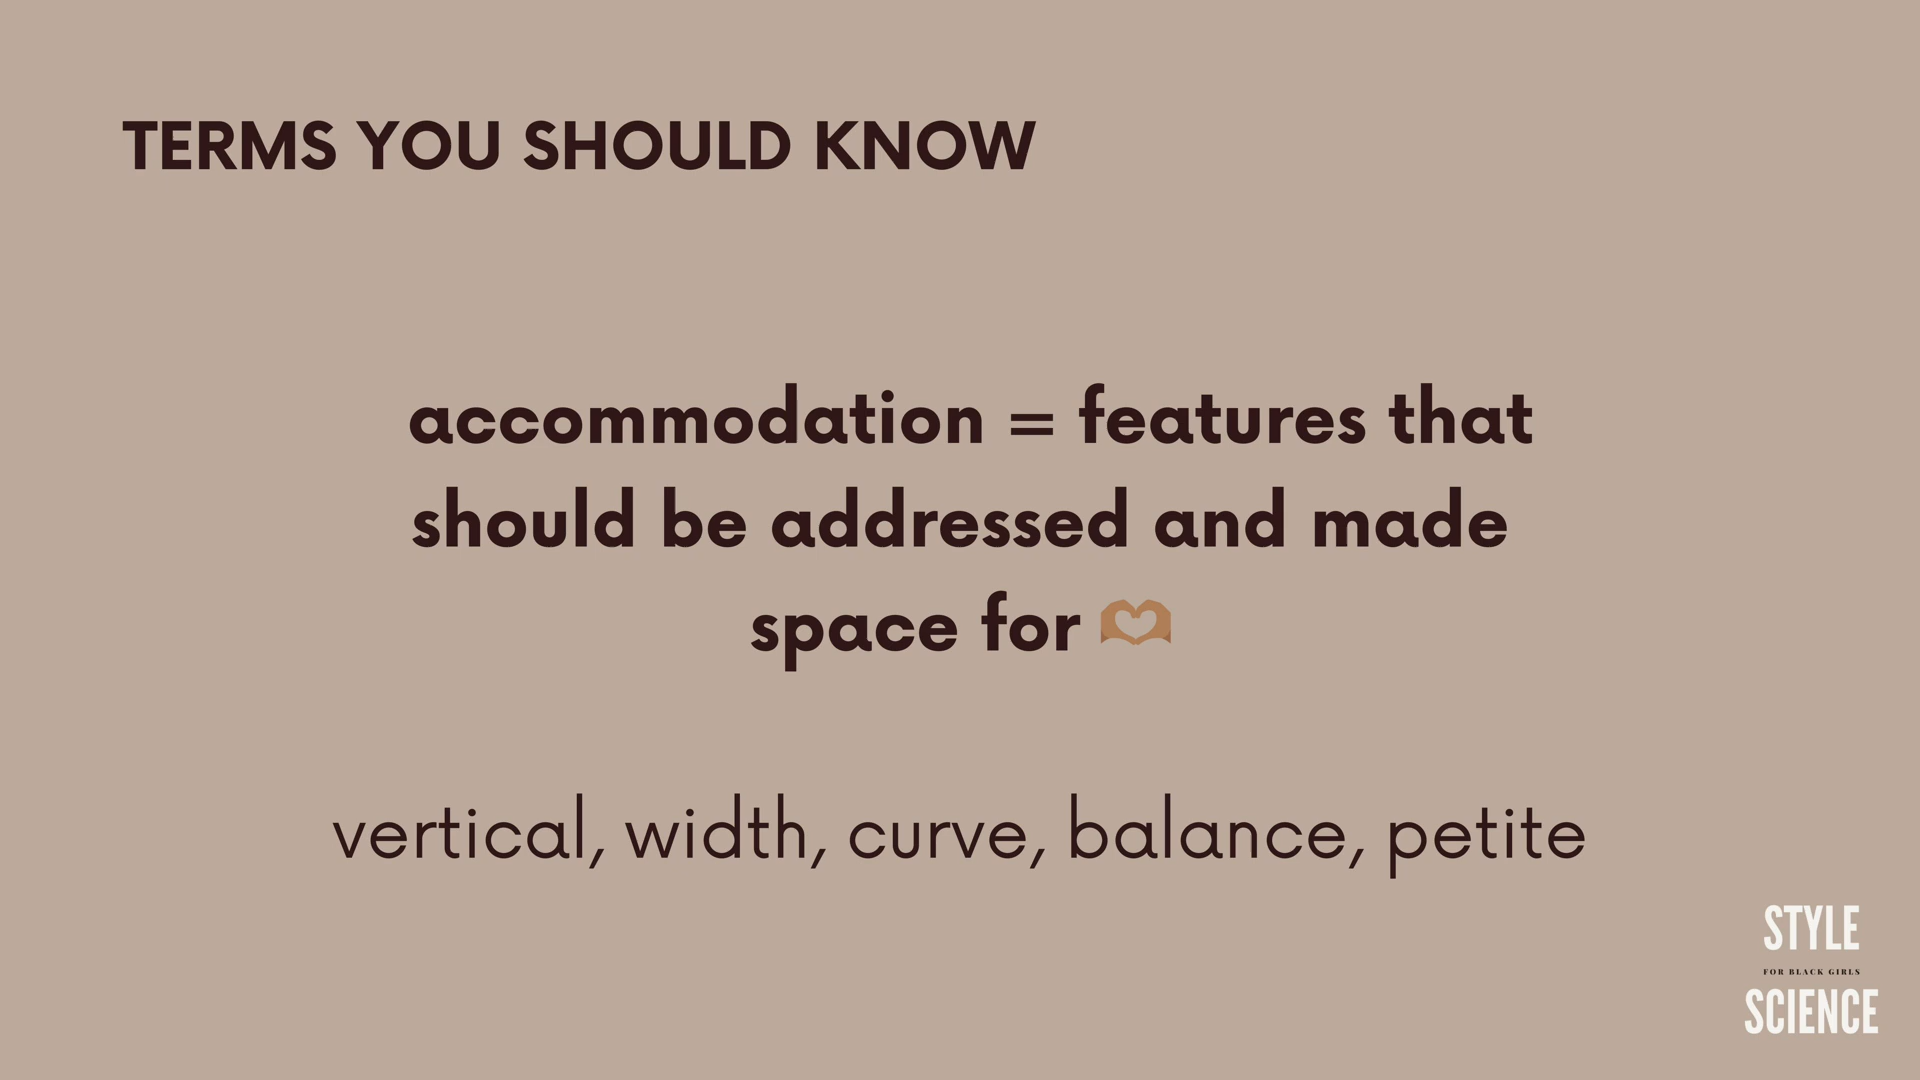 TERMS YOU SHOULD KNOW
accommodation = features that
should be addressed and made
space for 🫶🏽
vertical, width, curve, balance, petite
STYLE
FOR BLACK GIRLS
SCIENCE